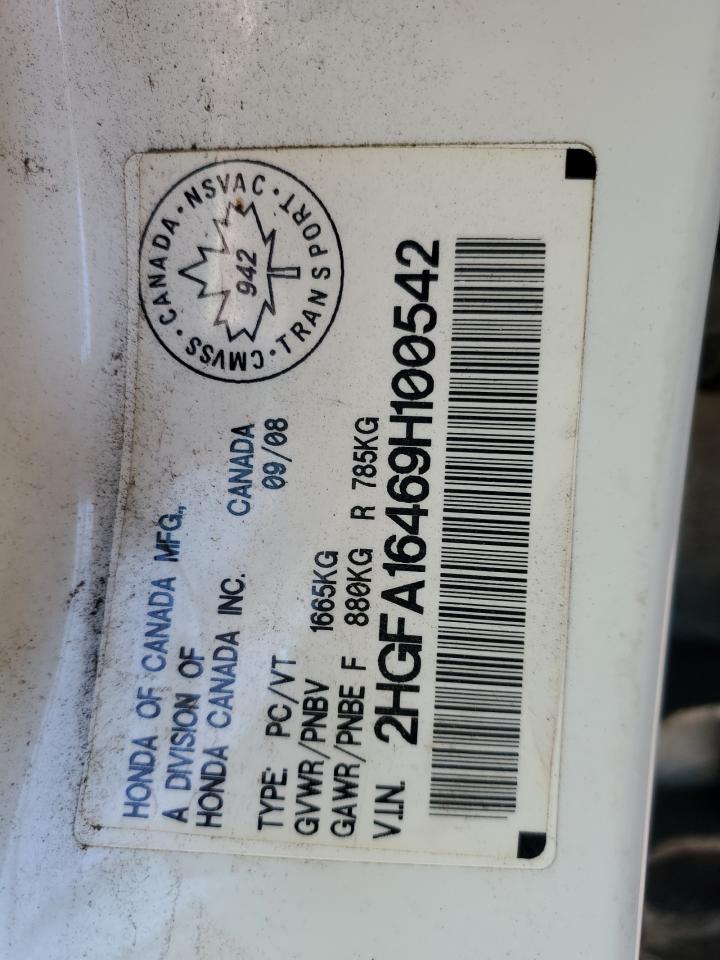 HONDA OF CANADA MFG.,
A DIVISION OF
HONDA CANADA INC. CANADA
TYPE: PC/VT 09/08
GVWR/PNBV 1665KG
GAWR/PNBE F 880KG R 785KG
V.I.N. 2HGFA16469H100542
CANADA · NSVAC · TRANSPORT · CMVSS ·
942